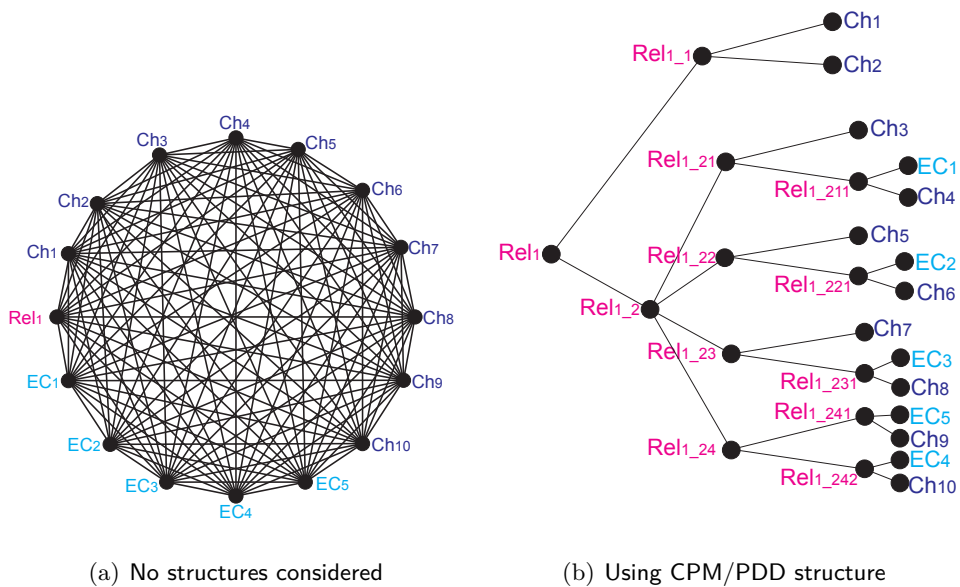 Ch4
Ch3
Ch5
Ch2
Ch6
Ch1
Ch7
Rel1
Ch8
EC1
Ch9
EC2
Ch10
EC3
EC5
EC4
(a) No structures considered
Ch1
Rel1_1
Ch2
Ch3
Rel1_21
EC1
Rel1_211
Ch4
Ch5
Rel1
Rel1_22
EC2
Rel1_221
Ch6
Rel1_2
Ch7
Rel1_23
EC3
Rel1_231
Ch8
Rel1_241
EC5
Ch9
Rel1_24
EC4
Rel1_242
Ch10
(b) Using CPM/PDD structure